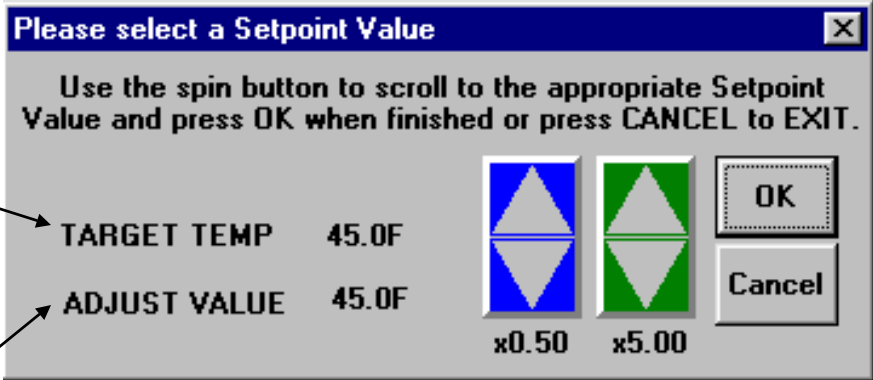 Please select a Setpoint Value
Use the spin button to scroll to the appropriate Setpoint
Value and press OK when finished or press CANCEL to EXIT.
TARGET TEMP 45.0F
ADJUST VALUE 45.0F
x0.50 x5.00
OK
Cancel